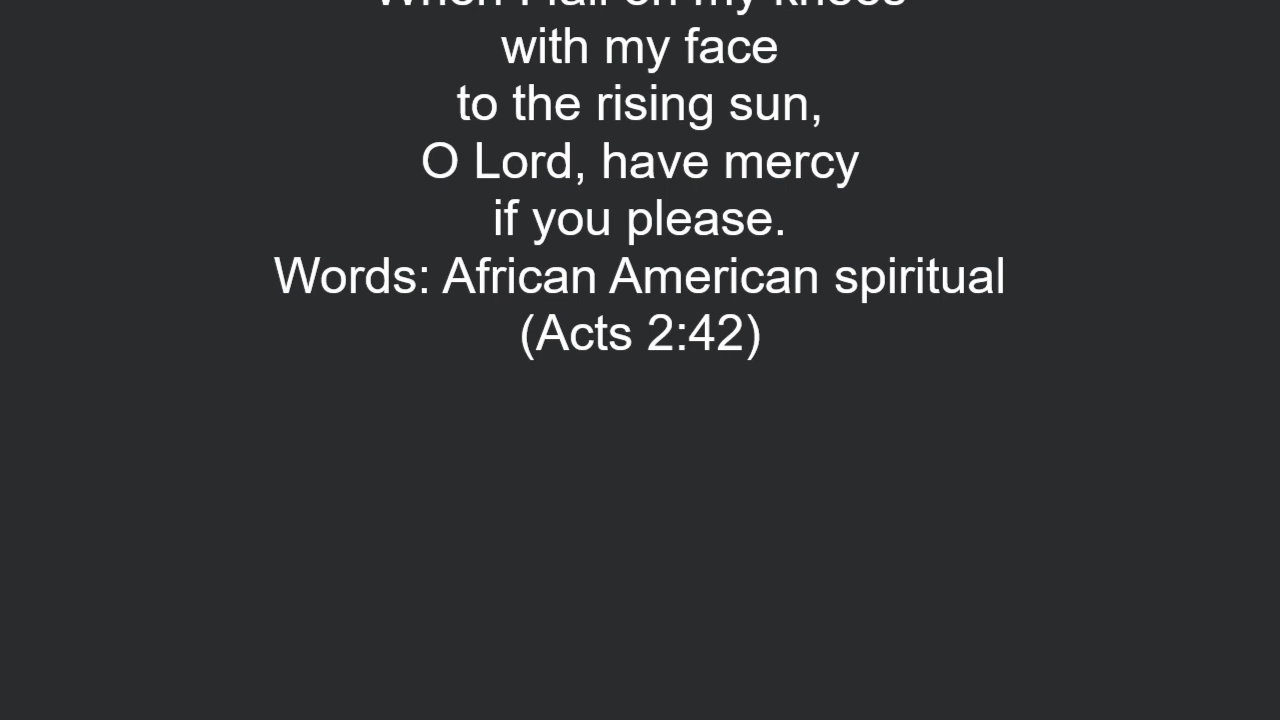 When I fall on my knees
with my face
to the rising sun,
O Lord, have mercy
if you please.
Words: African American spiritual
(Acts 2:42)